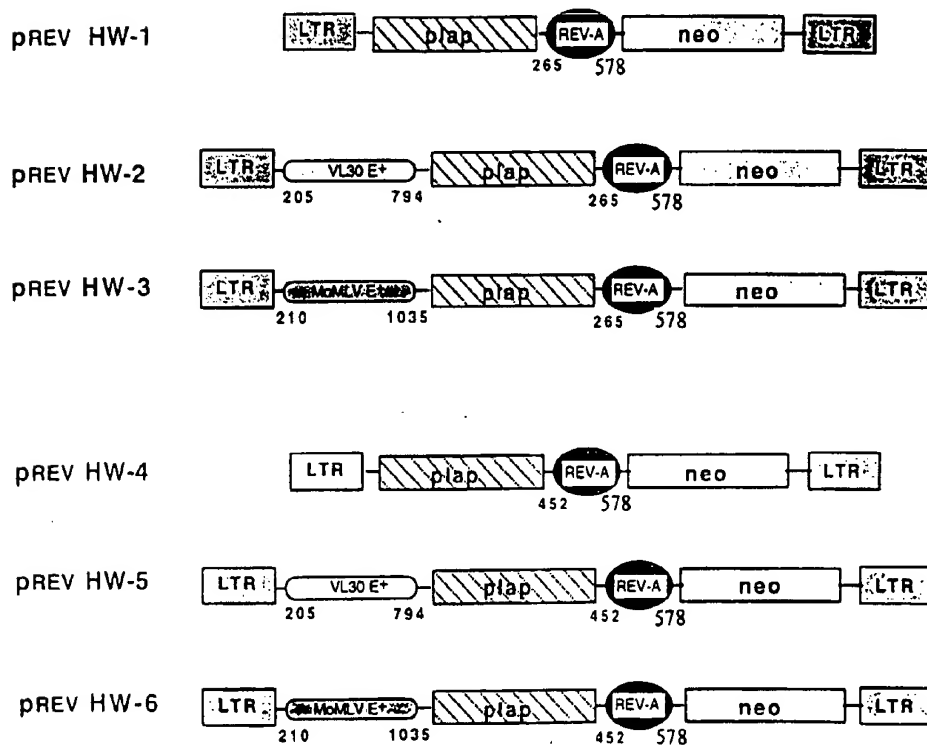 pREV HW-1 LTR plap REV-A neo LTR
265 578
pREV HW-2 LTR VL30 E+ plap REV-A neo LTR
205 794 265 578
pREV HW-3 LTR MoMLV E+ plap REV-A neo LTR
210 1035 265 578
pREV HW-4 LTR plap REV-A neo LTR
452 578
pREV HW-5 LTR VL30 E+ plap REV-A neo LTR
205 794 452 578
pREV HW-6 LTR MoMLV E+ plap REV-A neo LTR
210 1035 452 578